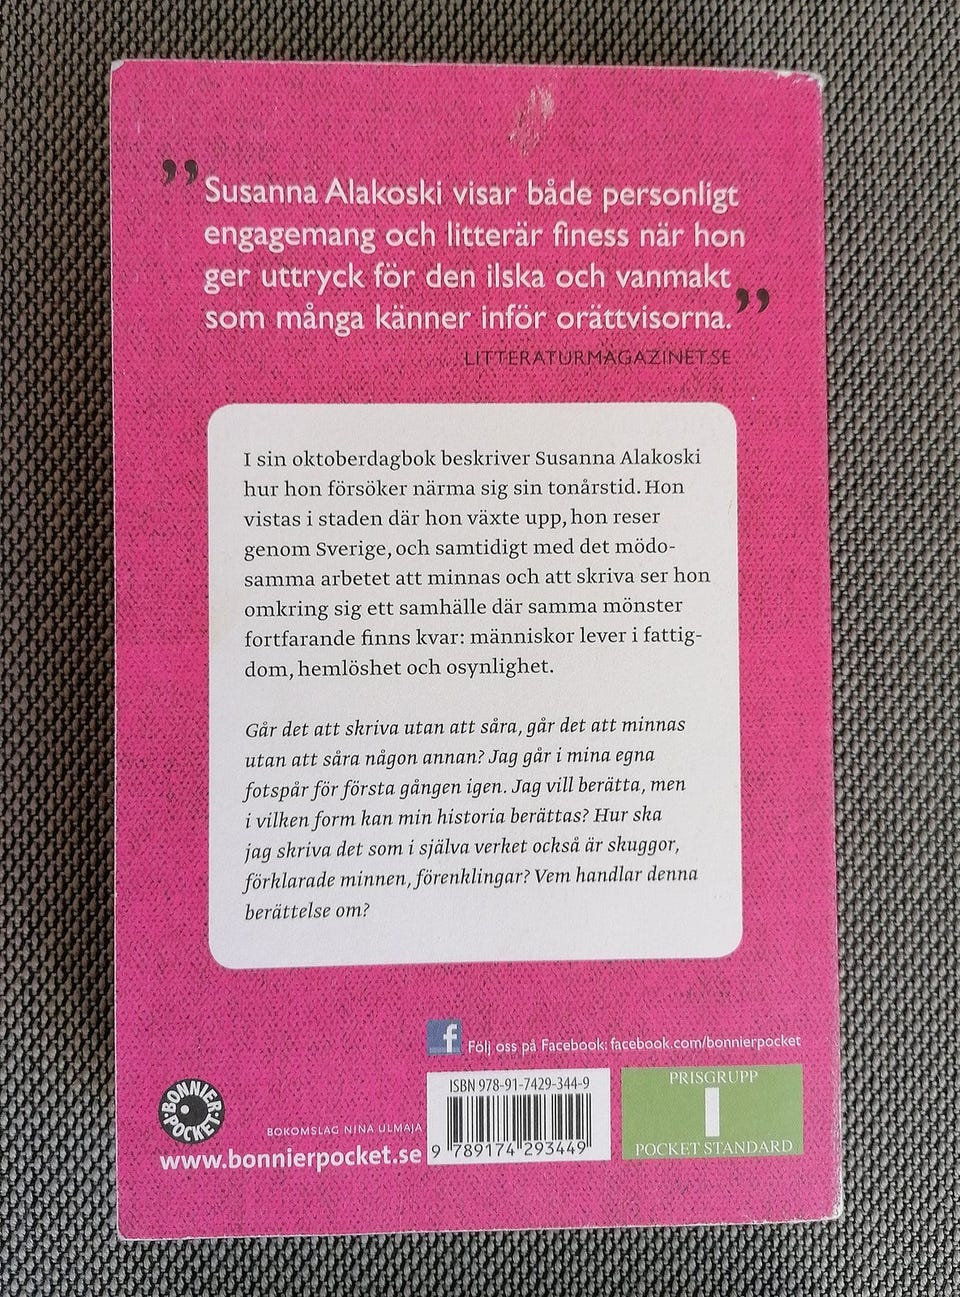 ”Susanna Alakoski visar både personligt
engagemang och litterär finess när hon
ger uttryck för den ilska och vanmakt
som många känner inför orättvisorna.”
LITTERATURMAGAZINET.SE
I sin oktoberdagbok beskriver Susanna Alakoski
hur hon försöker närma sig sin tonårstid. Hon
vistas i staden där hon växte upp, hon reser
genom Sverige, och samtidigt med det mödo-
samma arbetet att minnas och att skriva ser hon
omkring sig ett samhälle där samma mönster
fortfarande finns kvar: människor lever i fattig-
dom, hemlöshet och osynlighet.
Går det att skriva utan att såra, går det att minnas
utan att såra någon annan? Jag går i mina egna
fotspår för första gången igen. Jag vill berätta, men
i vilken form kan min historia berättas? Hur ska
jag skriva det som i själva verket också är skuggor,
förklarade minnen, förenklingar? Vem handlar denna
berättelse om?
f Följ oss på Facebook: facebook.com/bonnierpocket
BONNIER POCKET
BOKOMSLAG NINA ULMAJA
www.bonnierpocket.se
ISBN 978-91-7429-344-9
9 789174 293449
PRISGRUPP
1
POCKET STANDARD